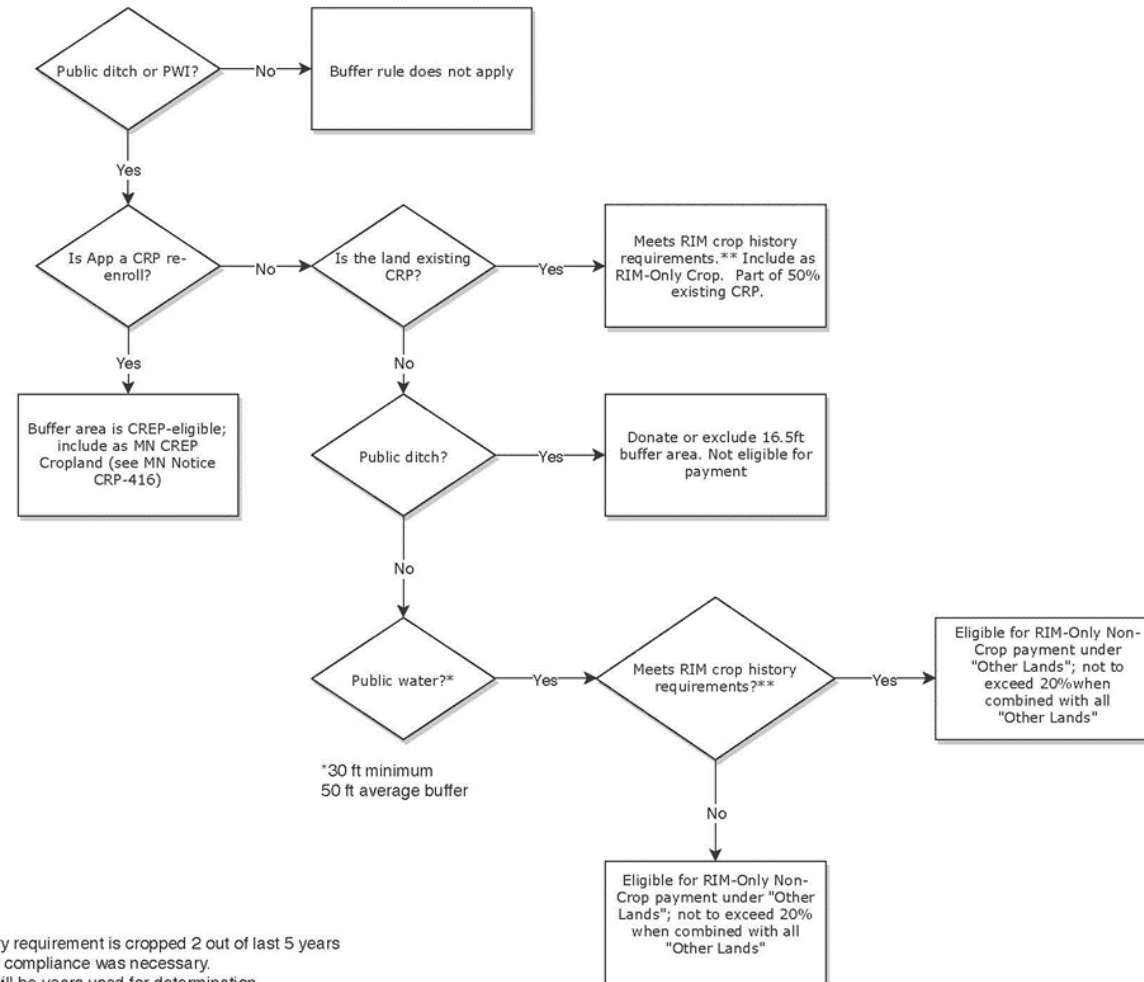 Public ditch or PWI?
No
Buffer rule does not apply
Yes
Is App a CRP re-
enroll?
No
Is the land existing
CRP?
Yes
Meets RIM crop history
requirements.** Include as
RIM-Only Crop. Part of 50%
existing CRP.
Yes
No
Buffer area is CREP-eligible;
include as MN CREP
Cropland (see MN Notice
CRP-416)
Public ditch?
Yes
Donate or exclude 16.5ft
buffer area. Not eligible for
payment
No
Public water?*
Yes
Meets RIM crop history
requirements?**
Yes
Eligible for RIM-Only Non-
Crop payment under
"Other Lands"; not to
exceed 20%when
combined with all
"Other Lands"
*30 ft minimum
50 ft average buffer
No
Eligible for RIM-Only Non-
Crop payment under "Other
Lands"; not to exceed 20%
when combined with all
"Other Lands"
requirement is cropped 2 out of last 5 years
compliance was necessary.
be years used for determination